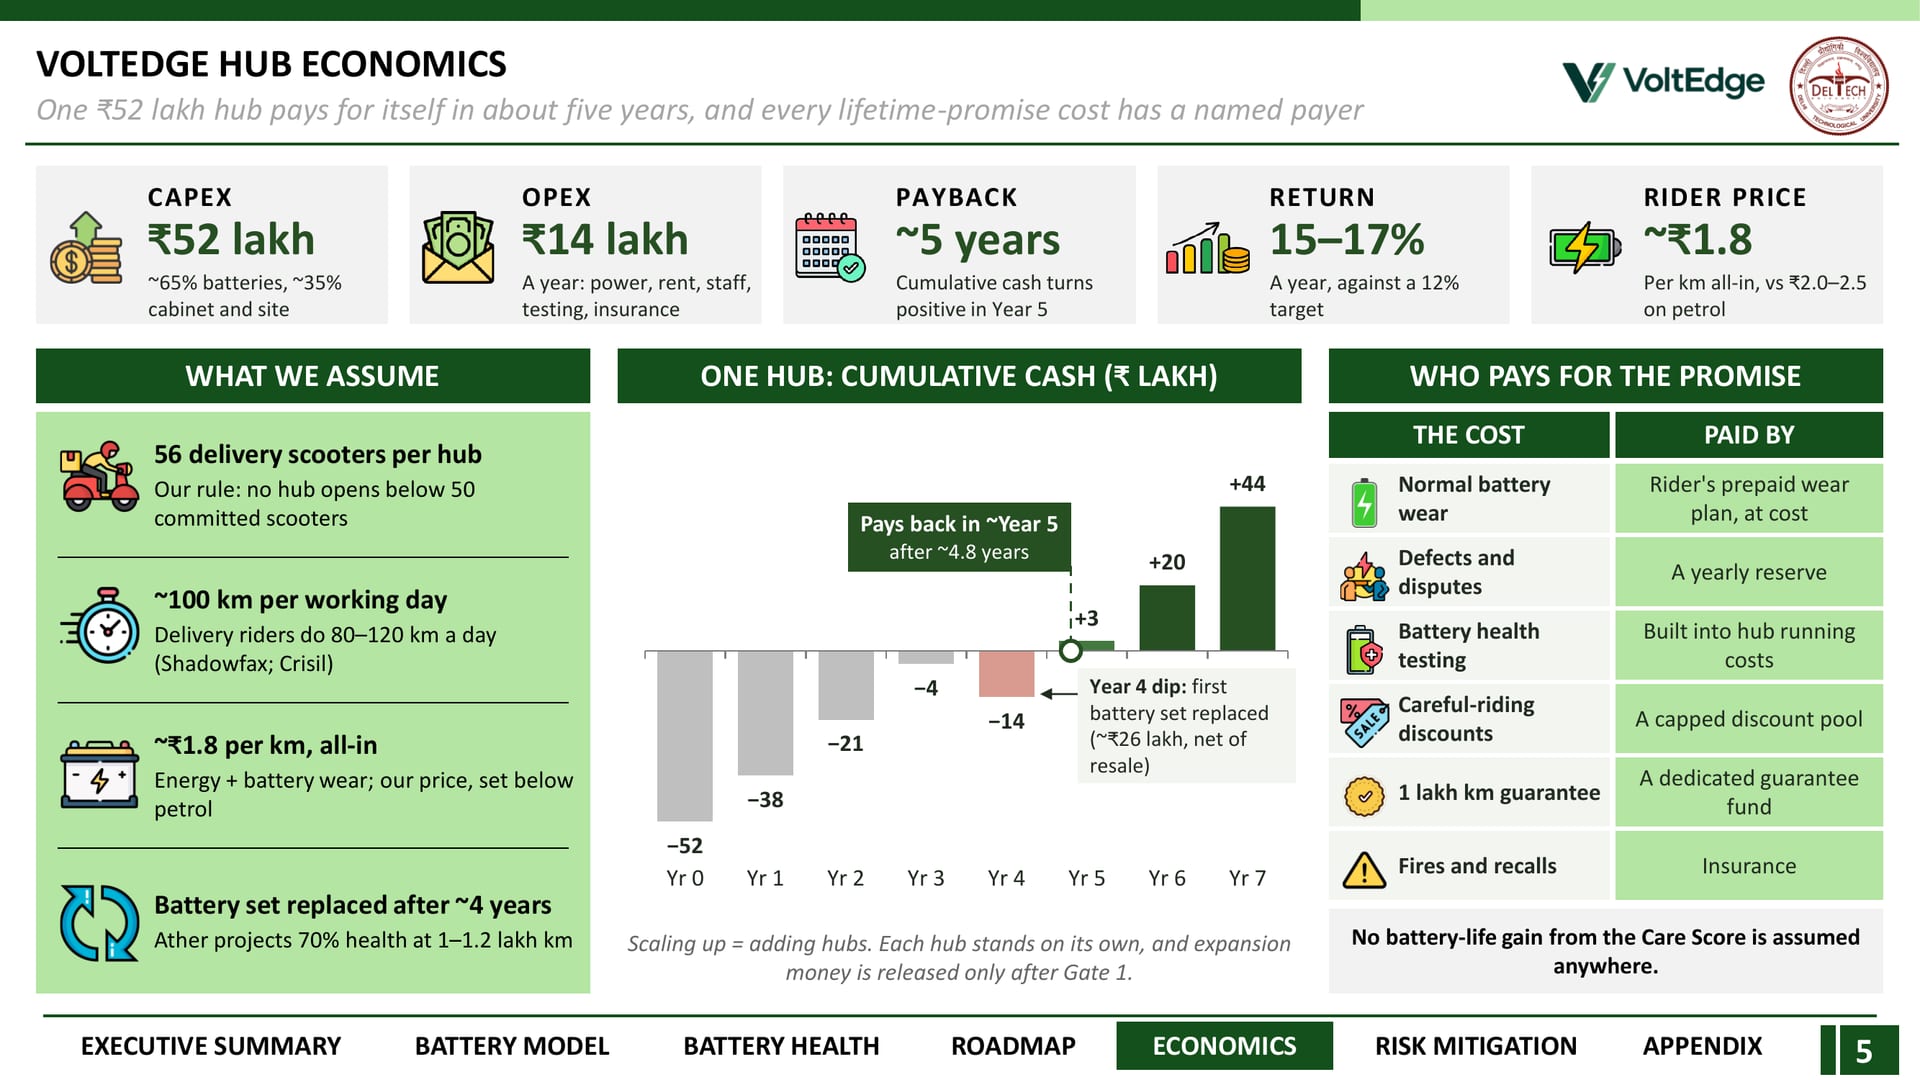 VOLTEDGE HUB ECONOMICS
One ₹52 lakh hub pays for itself in about five years, and every lifetime-promise cost has a named payer
VoltEdge
DELTECH
CAPEX
₹52 lakh
~65% batteries, ~35%
cabinet and site
OPEX
₹14 lakh
A year: power, rent, staff,
testing, insurance
PAYBACK
~5 years
Cumulative cash turns
positive in Year 5
RETURN
15–17%
A year, against a 12%
target
RIDER PRICE
~₹1.8
Per km all-in, vs ₹2.0–2.5
on petrol
WHAT WE ASSUME
56 delivery scooters per hub
Our rule: no hub opens below 50
committed scooters
~100 km per working day
Delivery riders do 80–120 km a day
(Shadowfax; Crisil)
~₹1.8 per km, all-in
Energy + battery wear; our price, set below
petrol
Battery set replaced after ~4 years
Ather projects 70% health at 1–1.2 lakh km
ONE HUB: CUMULATIVE CASH (₹ LAKH)
Pays back in ~Year 5
after ~4.8 years
−52
−38
−21
−4
−14
+3
+20
+44
Year 4 dip: first
battery set replaced
(~₹26 lakh, net of
resale)
Yr 0
Yr 1
Yr 2
Yr 3
Yr 4
Yr 5
Yr 6
Yr 7
Scaling up = adding hubs. Each hub stands on its own, and expansion
money is released only after Gate 1.
WHO PAYS FOR THE PROMISE
THE COST
PAID BY
Normal battery
wear
Rider's prepaid wear
plan, at cost
Defects and
disputes
A yearly reserve
Battery health
testing
Built into hub running
costs
SALE
Careful-riding
discounts
A capped discount pool
1 lakh km guarantee
A dedicated guarantee
fund
Fires and recalls
Insurance
No battery-life gain from the Care Score is assumed
anywhere.
EXECUTIVE SUMMARY
BATTERY MODEL
BATTERY HEALTH
ROADMAP
ECONOMICS
RISK MITIGATION
APPENDIX
5